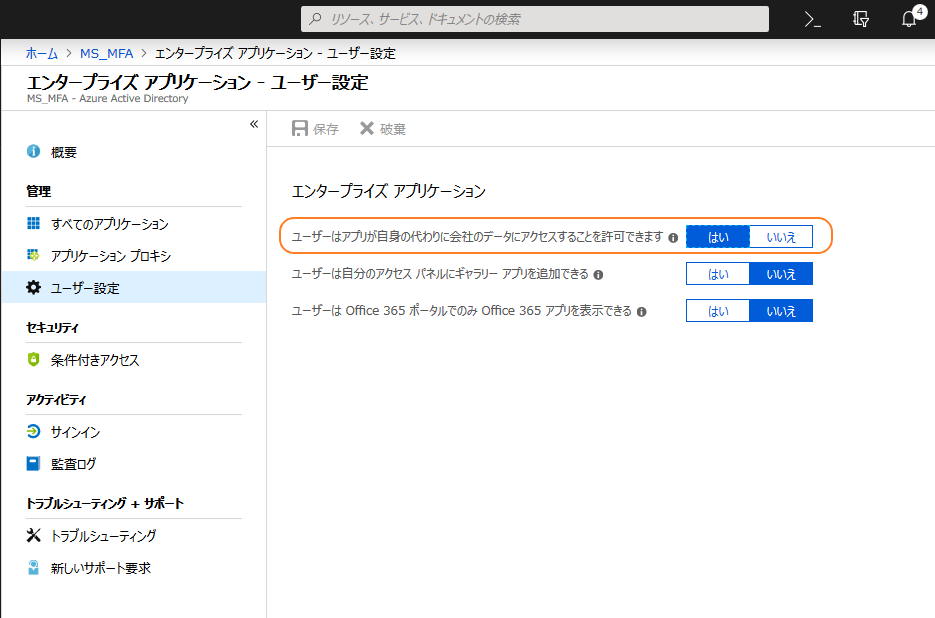 リソース、サービス、ドキュメントの検索
4
ホーム > MS_MFA > エンタープライズ アプリケーション - ユーザー設定
エンタープライズ アプリケーション - ユーザー設定
MS_MFA - Azure Active Directory
保存 破棄
概要
管理
すべてのアプリケーション
アプリケーション プロキシ
ユーザー設定
セキュリティ
条件付きアクセス
アクティビティ
サインイン
監査ログ
トラブルシューティング + サポート
トラブルシューティング
新しいサポート要求
エンタープライズ アプリケーション
ユーザーはアプリが自身の代わりに会社のデータにアクセスすることを許可できます はい いいえ
ユーザーは自分のアクセス パネルにギャラリー アプリを追加できる はい いいえ
ユーザーは Office 365 ポータルでのみ Office 365 アプリを表示できる はい いいえ